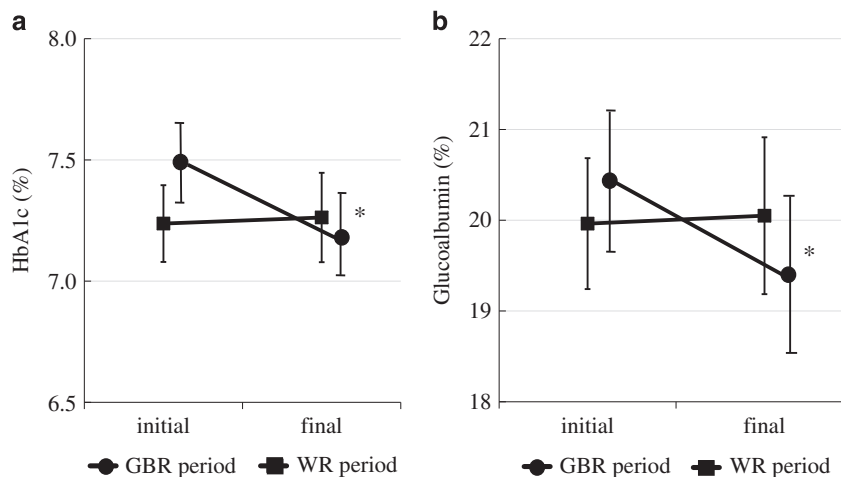 a
8.0
7.5
7.0
6.5
HbA1c (%)
*
initial final
GBR period WR period
b
22
21
20
19
18
Glucoalbumin (%)
*
initial final
GBR period WR period